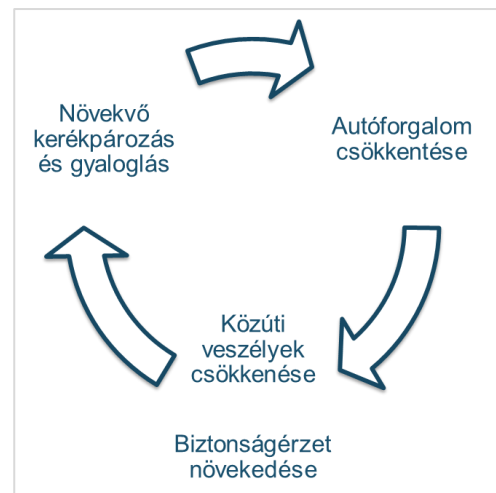 Növekvő
kerékpározás
és gyaloglás
Autóforgalom
csökkentése
Közúti
veszélyek
csökkenése
Biztonságérzet
növekedése